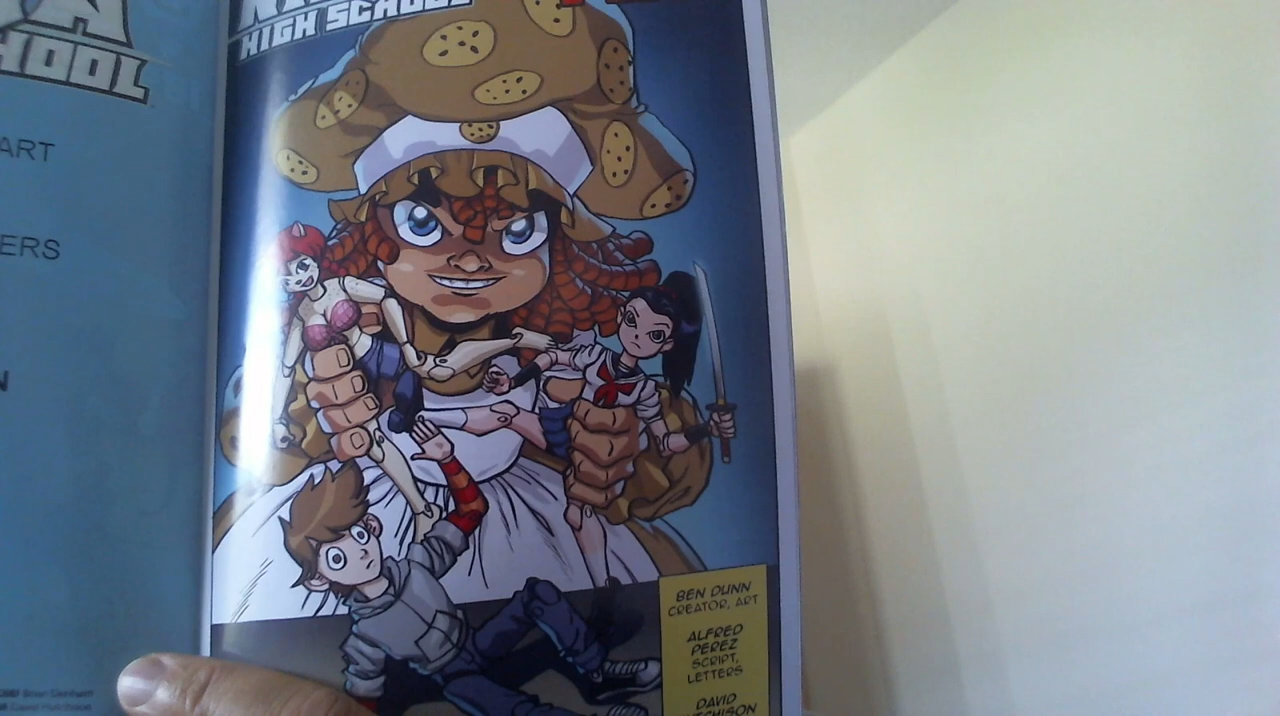 HOOL
ART
ERS
N
HIGH SCHOOL
BEN DUNN
CREATOR, ART
ALFRED
PEREZ
SCRIPT,
LETTERS
DAVID